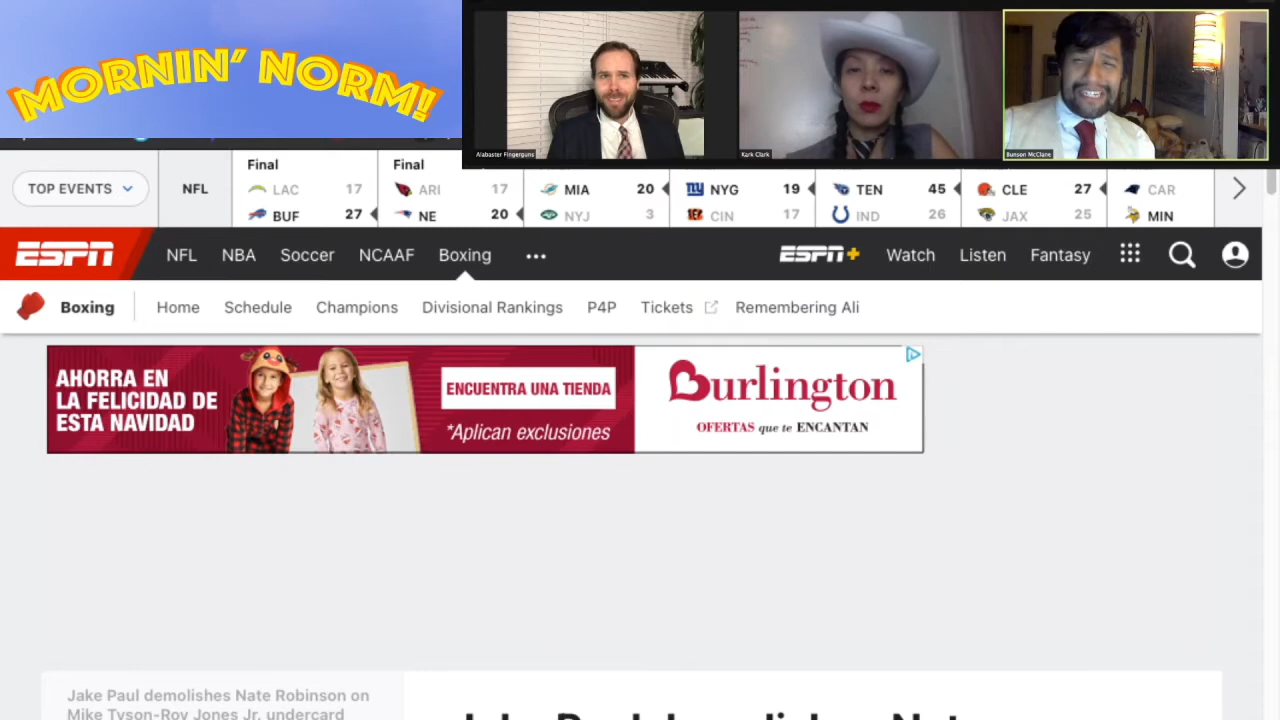 MORNIN' NORM!
Alabaster Fingerguns
Kark Clark
Bunson McClane
TOP EVENTS
NFL
Final
LAC 17
BUF 27
Final
ARI 17
NE 20
MIA 20
NYJ 3
NYG 19
CIN 17
TEN 45
IND 26
CLE 27
JAX 25
CAR
MIN
ESPN NFL NBA Soccer NCAAF Boxing ••• ESPN+ Watch Listen Fantasy
Boxing Home Schedule Champions Divisional Rankings P4P Tickets Remembering Ali
AHORRA EN
LA FELICIDAD DE
ESTA NAVIDAD
ENCUENTRA UNA TIENDA
*Aplican exclusiones
Burlington
OFERTAS que te ENCANTAN
Jake Paul demolishes Nate Robinson on
Mike Tyson-Roy Jones Jr. undercard